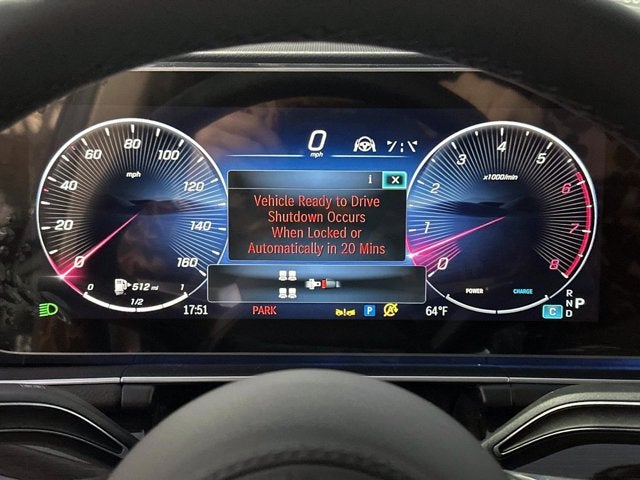 0
mph
i
Vehicle Ready to Drive
Shutdown Occurs
When Locked or
Automatically in 20 Mins
0 20 40 60 80 100 120 140 160
mph
0 1 2 3 4 5 6 7 8
x1000/min
0 1/2 1
512 mi
POWER CHARGE
17:51
PARK
P
A
64°F
C
R
N P
D